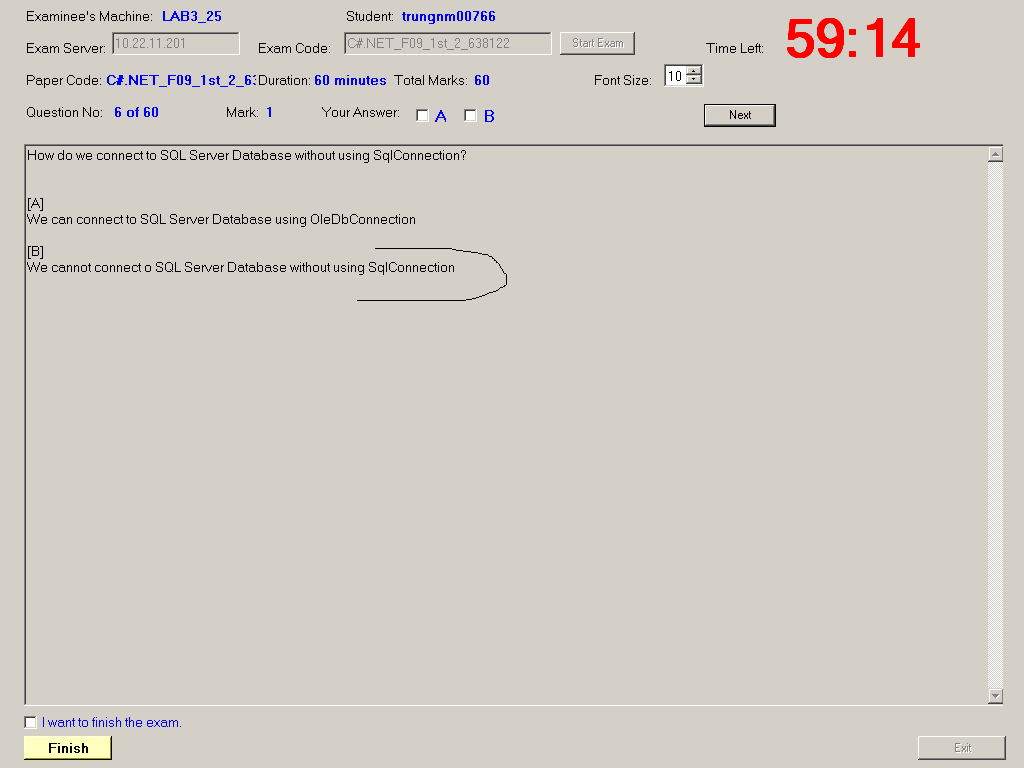 Examinee's Machine: LAB3_25 Student: trungnm00766
Exam Server: 10.22.11.201 Exam Code: C#.NET_F09_1st_2_638122 Start Exam Time Left: 59:14
Paper Code: C#.NET_F09_1st_2_6 Duration: 60 minutes Total Marks: 60 Font Size: 10
Question No: 6 of 60 Mark: 1 Your Answer: A B Next
How do we connect to SQL Server Database without using SqlConnection?
[A]
We can connect to SQL Server Database using OleDbConnection
[B]
We cannot connect o SQL Server Database without using SqlConnection
I want to finish the exam.
Finish Exit